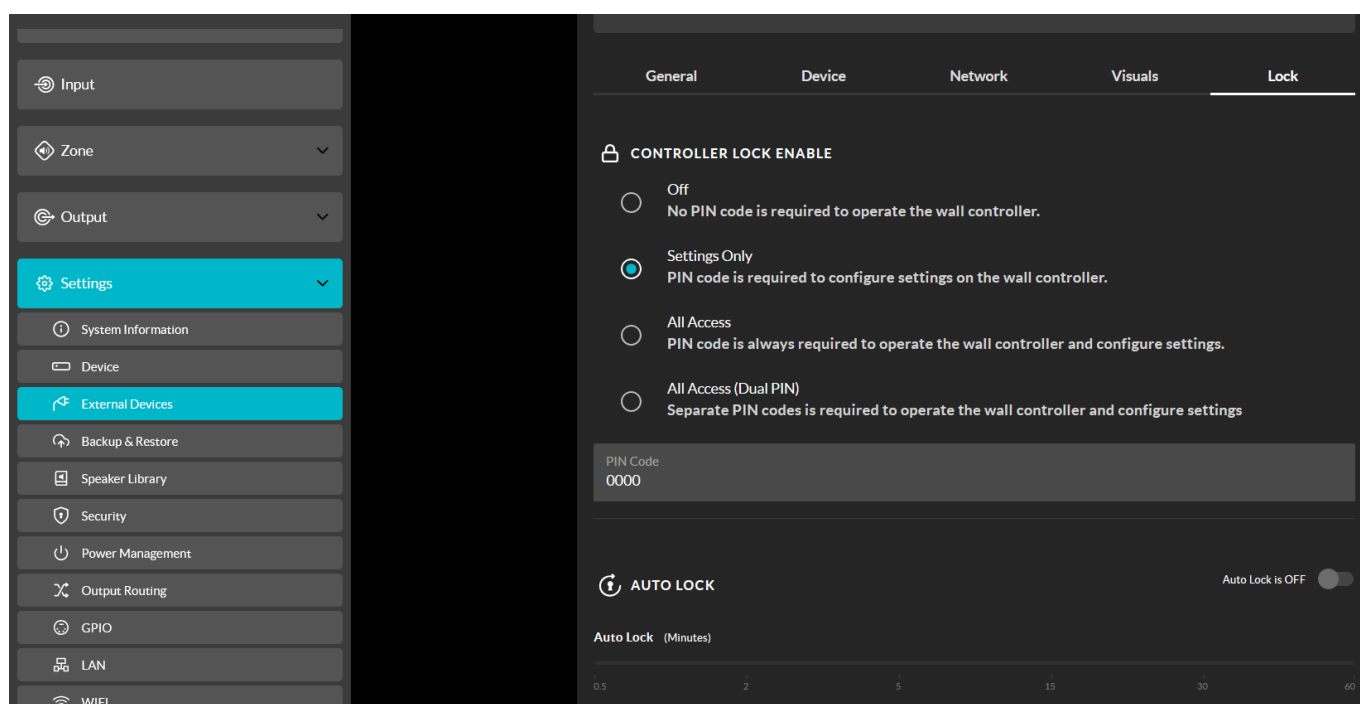 Input
Zone
Output
Settings
System Information
Device
External Devices
Backup & Restore
Speaker Library
Security
Power Management
Output Routing
GPIO
LAN
WIFI
General Device Network Visuals Lock
CONTROLLER LOCK ENABLE
Off
No PIN code is required to operate the wall controller.
Settings Only
PIN code is required to configure settings on the wall controller.
All Access
PIN code is always required to operate the wall controller and configure settings.
All Access (Dual PIN)
Separate PIN codes is required to operate the wall controller and configure settings
PIN Code
0000
AUTO LOCK
Auto Lock is OFF
Auto Lock (Minutes)
0.5 2 5 15 30 60